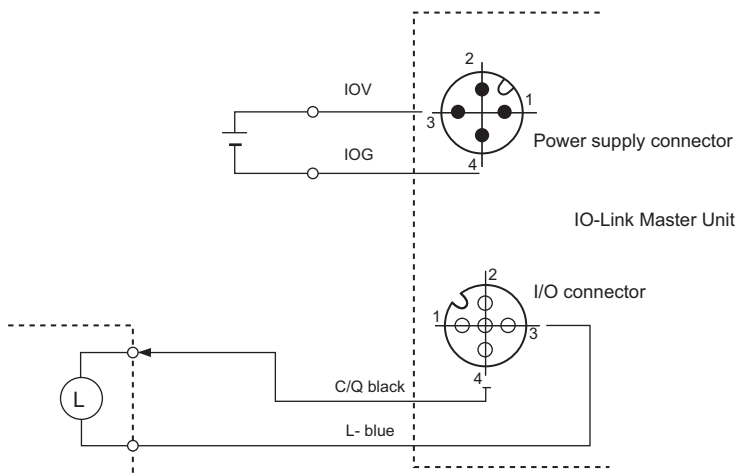 2
IOV
1
3
Power supply connector
IOG
4
IO-Link Master Unit
2
I/O connector
1
3
4
C/Q black
L
L- blue